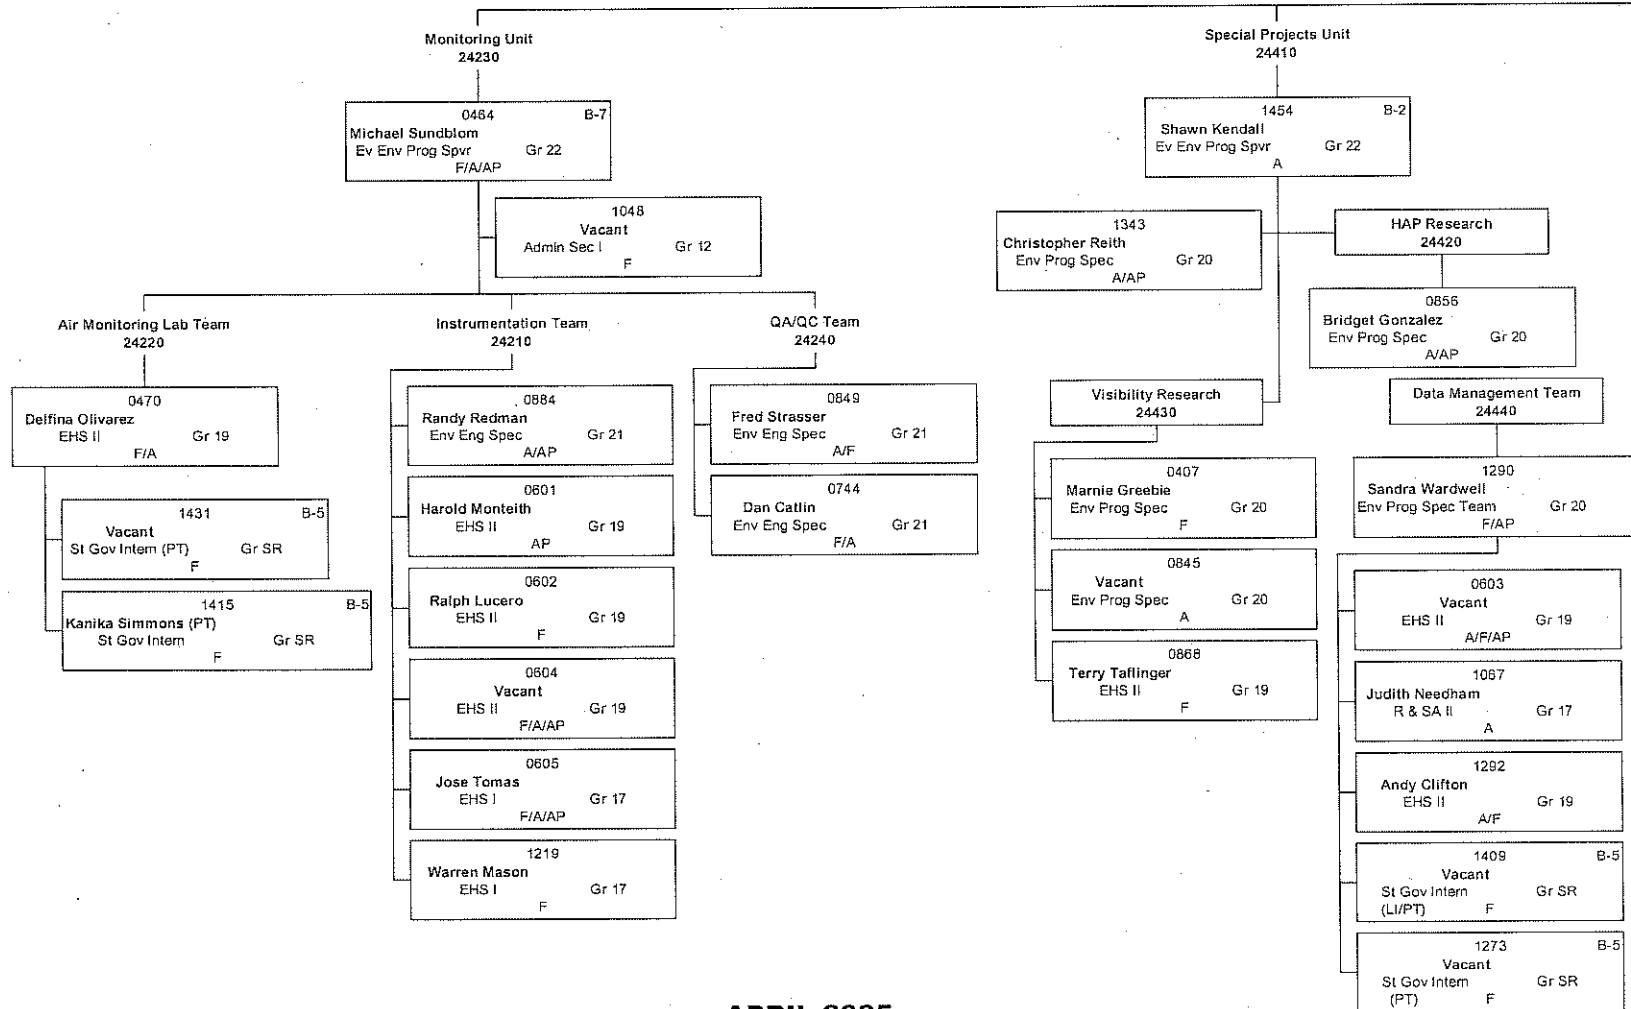 Monitoring Unit
24230
0464 B-7
Michael Sundblom
Ev Env Prog Spvr Gr 22
F/A/AP
1048
Vacant
Admin Sec I Gr 12
F
Air Monitoring Lab Team
24220
0470
Delfina Olivarez
EHS II Gr 19
F/A
1431 B-5
Vacant
St Gov Intern (PT) Gr SR
F
1415 B-5
Kanika Simmons (PT)
St Gov Intern Gr SR
F
Instrumentation Team
24210
0884
Randy Redman
Env Eng Spec Gr 21
A/AP
0601
Harold Monteith
EHS II Gr 19
AP
0602
Ralph Lucero
EHS II Gr 19
F
0604
Vacant
EHS II Gr 19
F/A/AP
0605
Jose Tomas
EHS I Gr 17
F/A/AP
1219
Warren Mason
EHS I Gr 17
F
QA/QC Team
24240
0849
Fred Strasser
Env Eng Spec Gr 21
A/F
0744
Dan Catlin
Env Eng Spec Gr 21
F/A
Special Projects Unit
24410
1454 B-2
Shawn Kendall
Ev Env Prog Spvr Gr 22
A
1343
Christopher Reith
Env Prog Spec Gr 20
A/AP
HAP Research
24420
0856
Bridget Gonzalez
Env Prog Spec Gr 20
A/AP
Visibility Research
24430
0407
Marnie Greebie
Env Prog Spec Gr 20
F
0845
Vacant
Env Prog Spec Gr 20
A
0868
Terry Taflinger
EHS II Gr 19
F
Data Management Team
24440
1290
Sandra Wardwell
Env Prog Spec Team Gr 20
F/AP
0603
Vacant
EHS II Gr 19
A/F/AP
1067
Judith Needham
R & SA II Gr 17
A
1292
Andy Clifton
EHS II Gr 19
A/F
1409 B-5
Vacant
St Gov Intern Gr SR
(LI/PT) F
1273 B-5
Vacant
St Gov Intern Gr SR
(PT) F